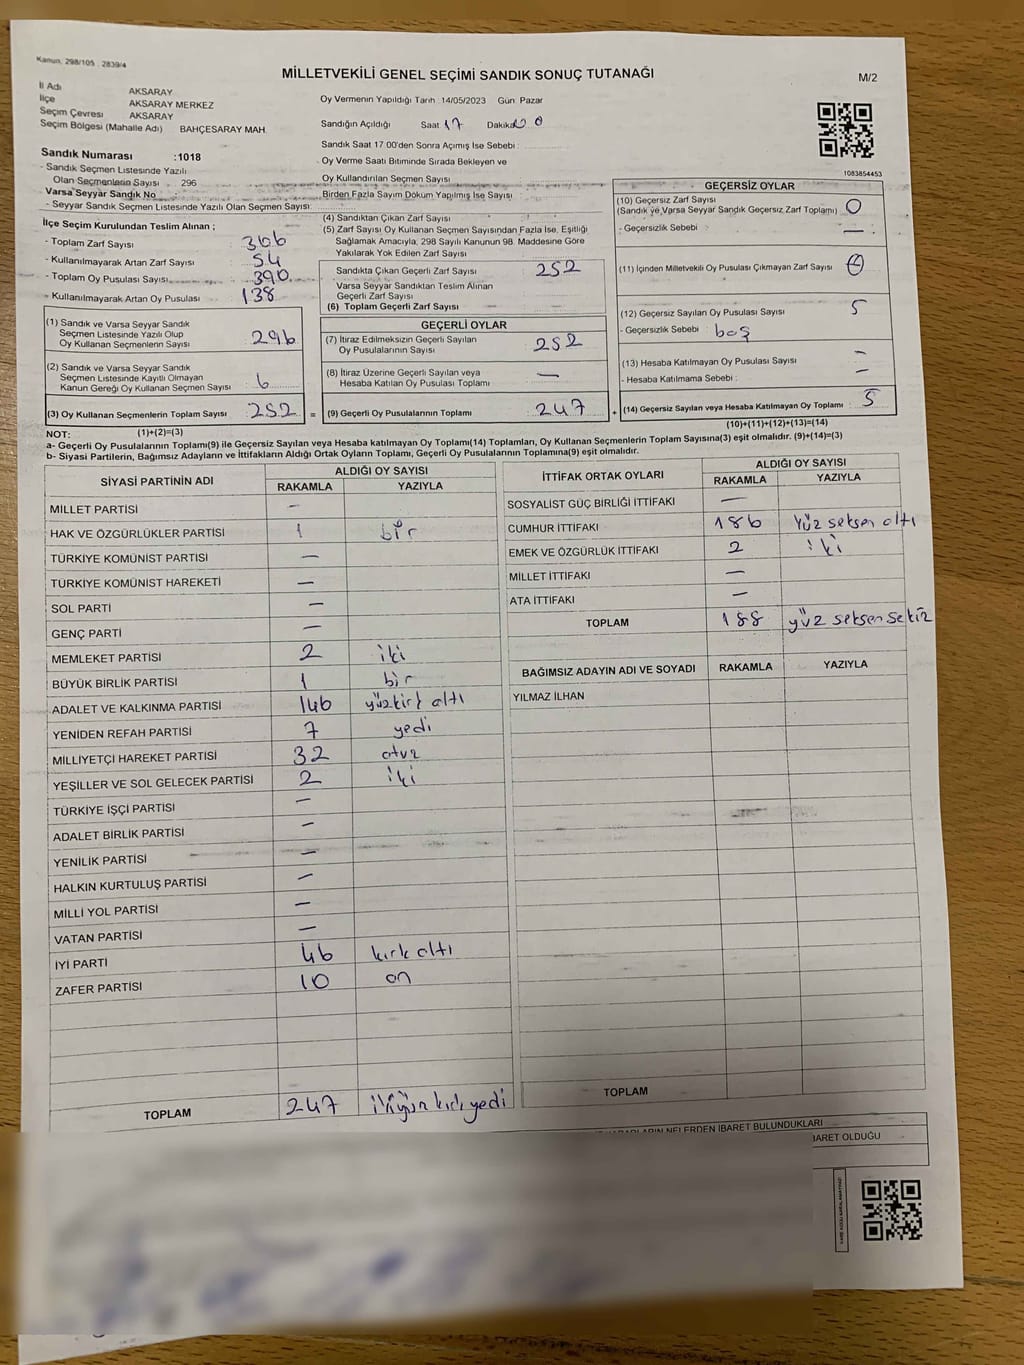 Kanun, 298/105 : 2839/4
MİLLETVEKİLİ GENEL SEÇİMİ SANDIK SONUÇ TUTANAĞI
M/2
İl Adı AKSARAY
İlçe AKSARAY MERKEZ
Seçim Çevresi AKSARAY
Seçim Bölgesi (Mahalle Adı) BAHÇESARAY MAH.
Oy Vermenin Yapıldığı Tarih :14/05/2023 Gün: Pazar
Sandığın Açıldığı Saat 17 Dakika
Sandık Saat 17:00'den Sonra Açımış İse Sebebi :
Oy Verme Saati Bitiminde Sırada Bekleyen ve
Oy Kullandırılan Seçmen Sayısı
Birden Fazla Sayım Döküm Yapılmış İse Sayısı
Sandık Numarası :1018
- Sandık Seçmen Listesinde Yazılı
Olan Seçmenlerin Sayısı : 296
Varsa Seyyar Sandık No
- Seyyar Sandık Seçmen Listesinde Yazılı Olan Seçmen Sayısı:
İlçe Seçim Kurulundan Teslim Alınan ;
- Toplam Zarf Sayısı 306
- Kullanılmayarak Artan Zarf Sayısı 54
- Toplam Oy Pusulası Sayısı 390
- Kullanılmayarak Artan Oy Pusulası 138
(1) Sandık ve Varsa Seyyar Sandık
Seçmen Listesinde Yazılı Olup
Oy Kullanan Seçmenlerin Sayısı 296
(2) Sandık ve Varsa Seyyar Sandık
Seçmen Listesinde Kayıtlı Olmayan
Kanun Gereği Oy Kullanan Seçmen Sayısı 6
(3) Oy Kullanan Seçmenlerin Toplam Sayısı 252 =
(1)+(2)=(3)
(4) Sandıktan Çıkan Zarf Sayısı
(5) Zarf Sayısı Oy Kullanan Seçmen Sayısından Fazla İse, Eşitliği
Sağlamak Amacıyla, 298 Sayılı Kanunun 98. Maddesine Göre
Yakılarak Yok Edilen Zarf Sayısı
Sandıkta Çıkan Geçerli Zarf Sayısı 252
Varsa Seyyar Sandıktan Teslim Alınan
Geçerli Zarf Sayısı
(6) Toplam Geçerli Zarf Sayısı
GEÇERLİ OYLAR
(7) İtiraz Edilmeksizin Geçerli Sayılan
Oy Pusulalarının Sayısı 252
(8) İtiraz Üzerine Geçerli Sayılan veya
Hesaba Katılan Oy Pusulası Toplamı —
(9) Geçerli Oy Pusulalarının Toplamı 247 +
1083854453
GEÇERSİZ OYLAR
(10) Geçersiz Zarf Sayısı
(Sandık ve Varsa Seyyar Sandık Geçersiz Zarf Toplamı) 0
- Geçersizlik Sebebi : —
(11) İçinden Milletvekili Oy Pusulası Çıkmayan Zarf Sayısı
(12) Geçersiz Sayılan Oy Pusulası Sayısı 5
- Geçersizlik Sebebi : boş
(13) Hesaba Katılmayan Oy Pusulası Sayısı —
- Hesaba Katılmama Sebebi : —
(14) Geçersiz Sayılan veya Hesaba Katılmayan Oy Toplamı : 5
(10)+(11)+(12)+(13)=(14)
NOT:
a- Geçerli Oy Pusulalarının Toplamı(9) ile Geçersiz Sayılan veya Hesaba katılmayan Oy Toplamı(14) Toplamları, Oy Kullanan Seçmenlerin Toplam Sayısına(3) eşit olmalıdır. (9)+(14)=(3)
b- Siyasi Partilerin, Bağımsız Adayların ve İttifakların Aldığı Ortak Oyların Toplamı, Geçerli Oy Pusulalarının Toplamına(9) eşit olmalıdır.
SİYASİ PARTİNİN ADI ALDIĞI OY SAYISI
RAKAMLA YAZIYLA
MİLLET PARTİSİ —
HAK VE ÖZGÜRLÜKLER PARTİSİ 1 bir
TÜRKİYE KOMÜNİST PARTİSİ —
TÜRKİYE KOMÜNİST HAREKETİ —
SOL PARTİ —
GENÇ PARTİ —
MEMLEKET PARTİSİ 2 iki
BÜYÜK BİRLİK PARTİSİ 1 bir
ADALET VE KALKINMA PARTİSİ 146 yüzkirk altı
YENİDEN REFAH PARTİSİ 7 yedi
MİLLİYETÇİ HAREKET PARTİSİ 32
YEŞİLLER VE SOL GELECEK PARTİSİ 2 iki
TÜRKİYE İŞÇİ PARTİSİ —
ADALET BİRLİK PARTİSİ —
YENİLİK PARTİSİ —
HALKIN KURTULUŞ PARTİSİ —
MİLLİ YOL PARTİSİ —
VATAN PARTİSİ —
İYİ PARTİ 46 kırk altı
ZAFER PARTİSİ 10 on
TOPLAM 247
İTTİFAK ORTAK OYLARI ALDIĞI OY SAYISI
RAKAMLA YAZIYLA
SOSYALİST GÜÇ BİRLİĞİ İTTİFAKI —
CUMHUR İTTİFAKI 186 Yüz seksen altı
EMEK VE ÖZGÜRLÜK İTTİFAKI 2 iki
MİLLET İTTİFAKI —
ATA İTTİFAKI —
TOPLAM 188 yüz seksen sekiz
BAĞIMSIZ ADAYIN ADI VE SOYADI RAKAMLA YAZIYLA
YILMAZ İLHAN
TOPLAM
NELERDEN İBARET BULUNDUKLARI
İBARET OLDUĞU